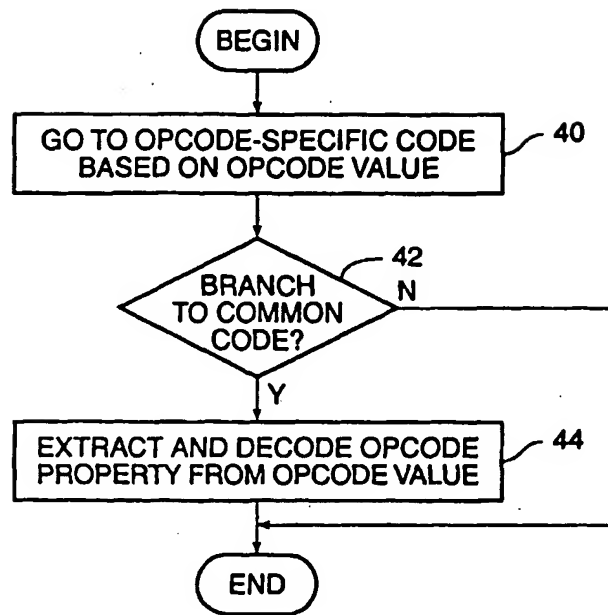 BEGIN
GO TO OPCODE-SPECIFIC CODE
BASED ON OPCODE VALUE
40
42
BRANCH
TO COMMON
CODE?
N
Y
EXTRACT AND DECODE OPCODE
PROPERTY FROM OPCODE VALUE
44
END